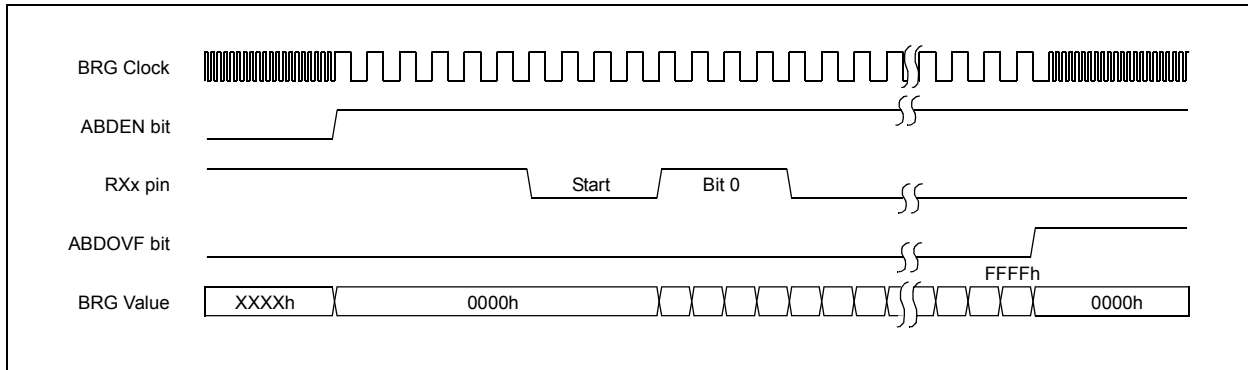 BRG Clock
ABDEN bit
RXx pin
Start
Bit 0
ABDOVF bit
FFFFh
BRG Value
XXXXh
0000h
0000h